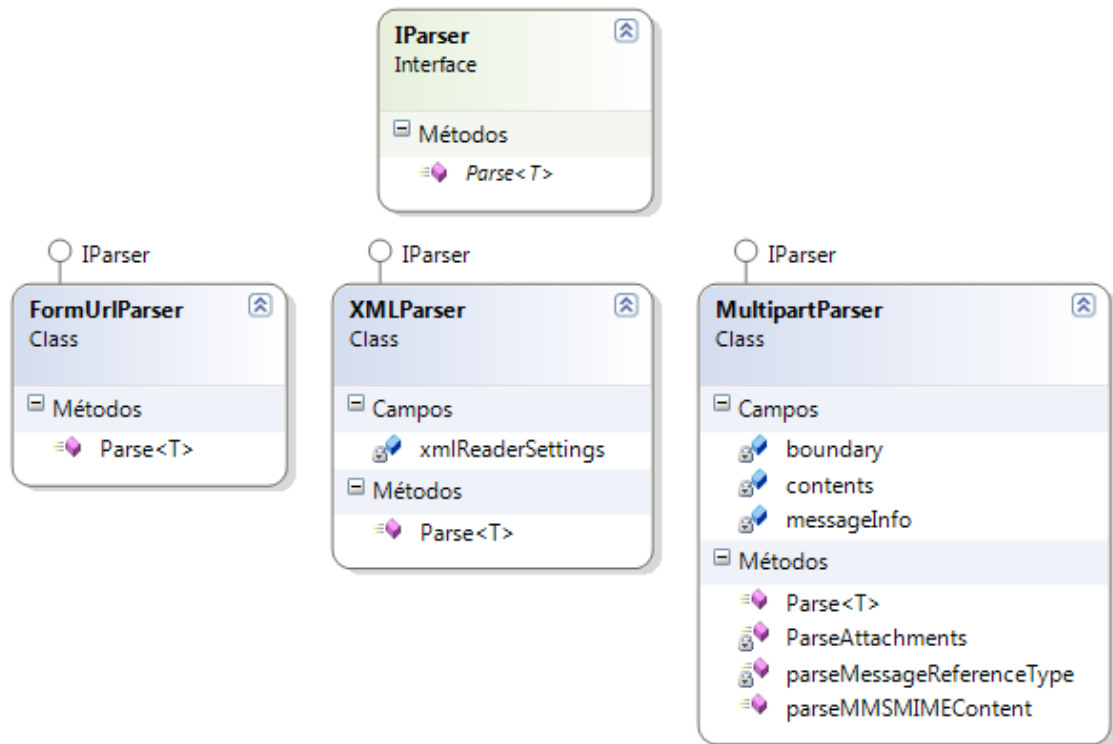 IParser
Interface
Métodos
Parse<T>
IParser
FormUrlParser
Class
Métodos
Parse<T>
IParser
XMLParser
Class
Campos
xmlReaderSettings
Métodos
Parse<T>
IParser
MultipartParser
Class
Campos
boundary
contents
messageInfo
Métodos
Parse<T>
ParseAttachments
parseMessageReferenceType
parseMMSMIMEContent